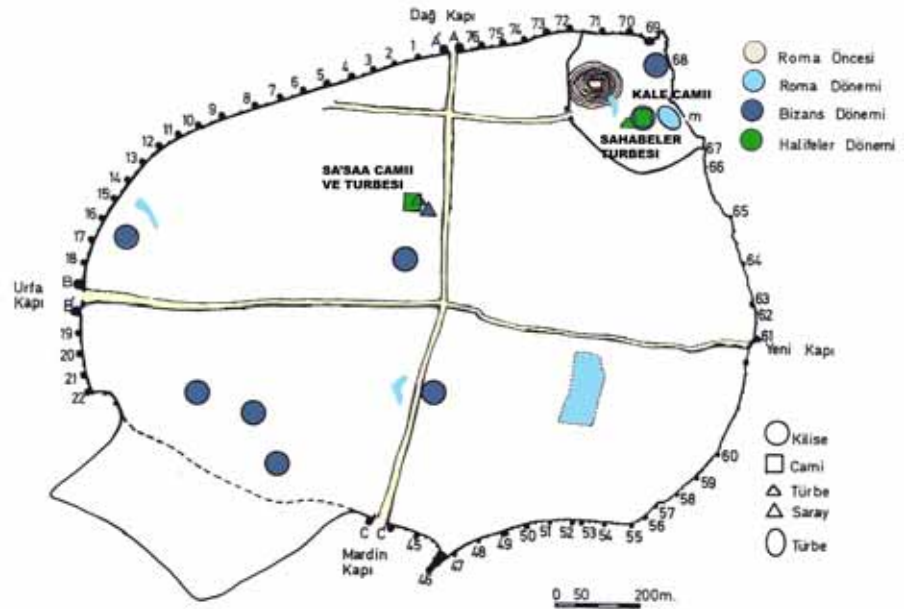 Dağ Kapı
A' A
76 75 74 73 72 71 70 69
68
67
66
65
64
63
62
61
Yeni Kapı
60
59
58
57
56
55
54
53
52
51
50
49
48
47
46
45
C' C
Mardin
Kapı
1
2
3
4
5
6
7
8
9
10
11
12
13
14
15
16
17
18
B
B'
Urfa
Kapı
19
20
21
22
KALE CAMII
m
SAHABELER
TURBESI
SA'SAA CAMII
VE TURBESI
Roma Öncesi
Roma Dönemi
Bizans Dönemi
Halifeler Dönemi
Kilise
Cami
Türbe
Saray
Türbe
0 50 200m.